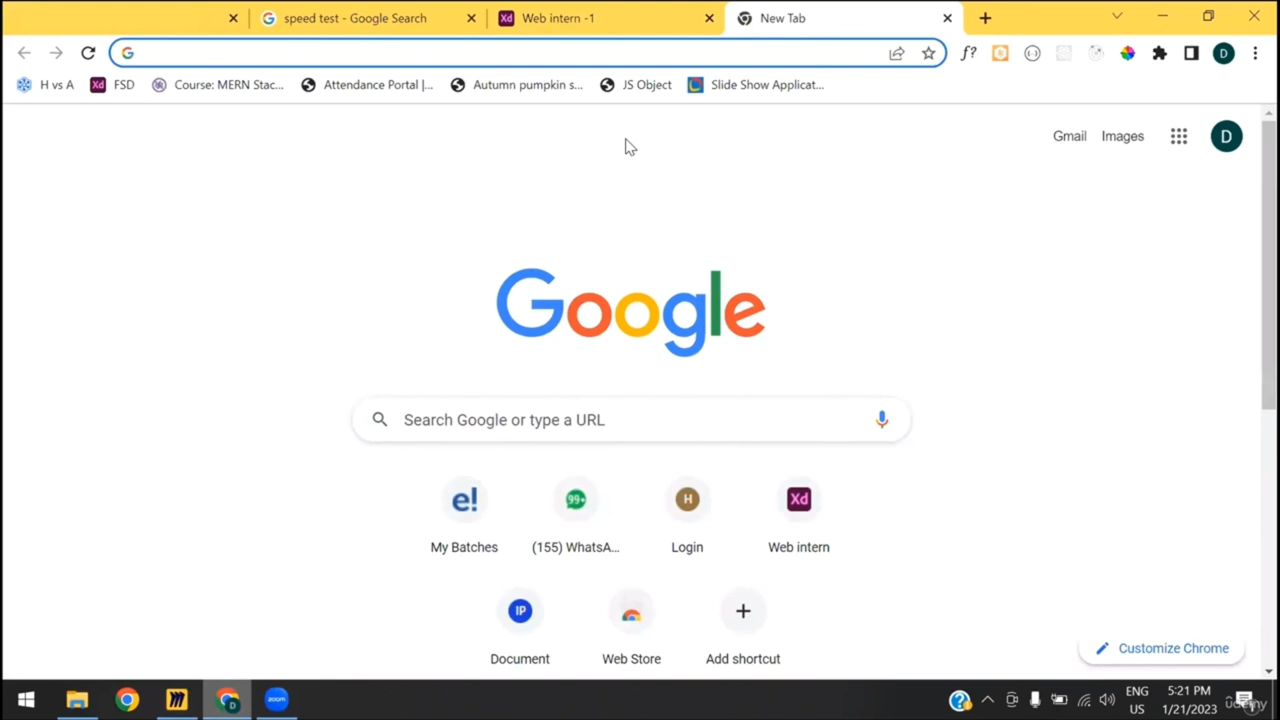 speed test - Google Search
Web intern -1
New Tab
H vs A
FSD
Course: MERN Stac...
Attendance Portal |...
Autumn pumpkin s...
JS Object
Slide Show Applicat...
Gmail
Images
D
Google
Search Google or type a URL
My Batches
(155) WhatsA...
Login
Web intern
Document
Web Store
Add shortcut
Customize Chrome
zoom
ENG
US
5:21 PM
1/21/2023
udemy